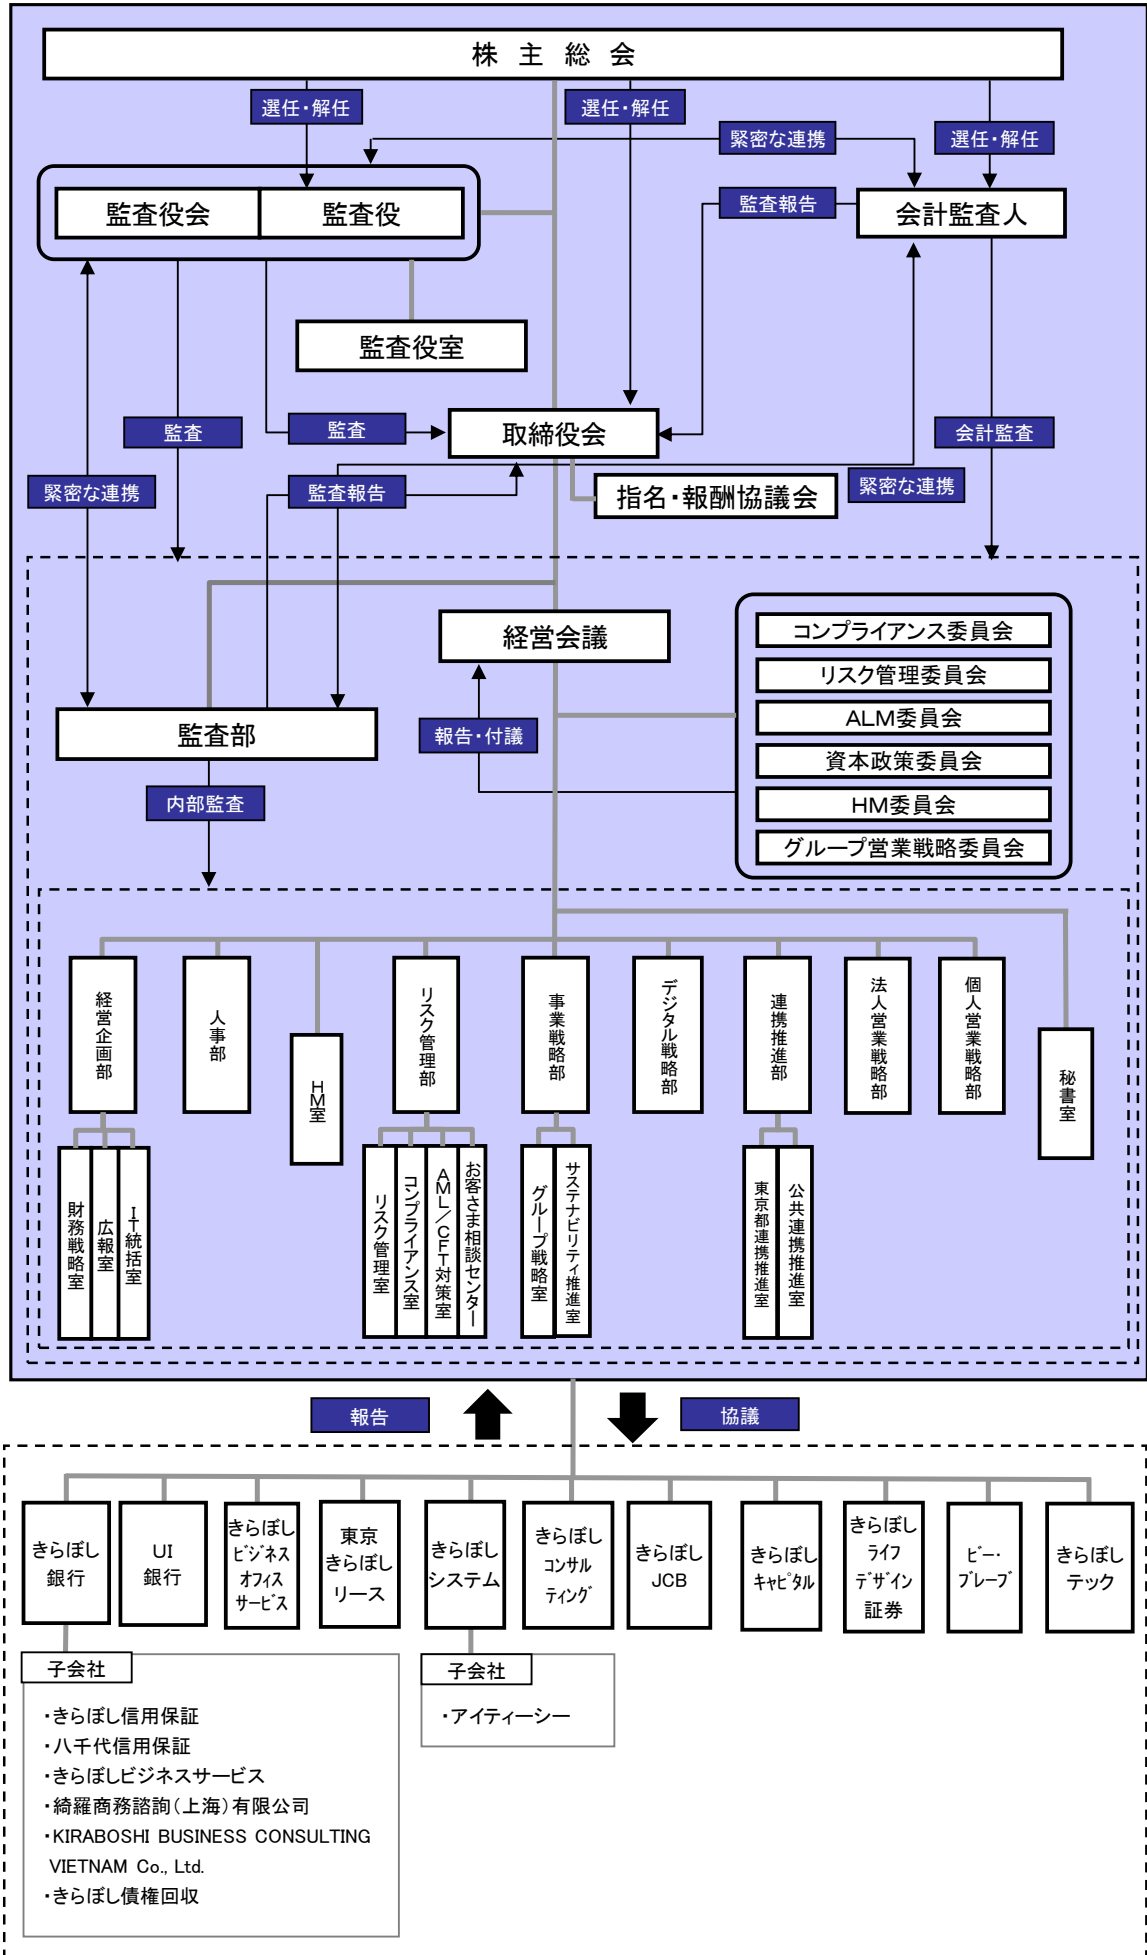 株 主 総 会
選任・解任
選任・解任
緊密な連携
選任・解任
監査役会
監査役
監査報告
会計監査人
監査役室
監査
監査
取締役会
会計監査
緊密な連携
監査報告
指名・報酬協議会
緊密な連携
経営会議
コンプライアンス委員会
リスク管理委員会
ALM委員会
資本政策委員会
HM委員会
グループ営業戦略委員会
監査部
報告・付議
内部監査
経営企画部
人事部
HM室
リスク管理部
事業戦略部
デジタル戦略部
連携推進部
法人営業戦略部
個人営業戦略部
秘書室
財務戦略室
広報室
IT統括室
リスク管理室
コンプライアンス室
AML/CFT対策室
お客さま相談センター
グループ戦略室
サステナビリティ推進室
東京都連携推進室
公共連携推進室
報告
協議
きらぼし
銀行
UI
銀行
きらぼし
ビジネス
オフィス
サービス
東京
きらぼし
リース
きらぼし
システム
きらぼし
コンサル
ティング
きらぼし
JCB
きらぼし
キャピタル
きらぼし
ライフ
デザイン
証券
ビー・
ブレーブ
きらぼし
テック
子会社
・きらぼし信用保証
・八千代信用保証
・きらぼしビジネスサービス
・綺羅商務諮詢(上海)有限公司
・KIRABOSHI BUSINESS CONSULTING
VIETNAM Co., Ltd.
・きらぼし債権回収
子会社
・アイティーシー